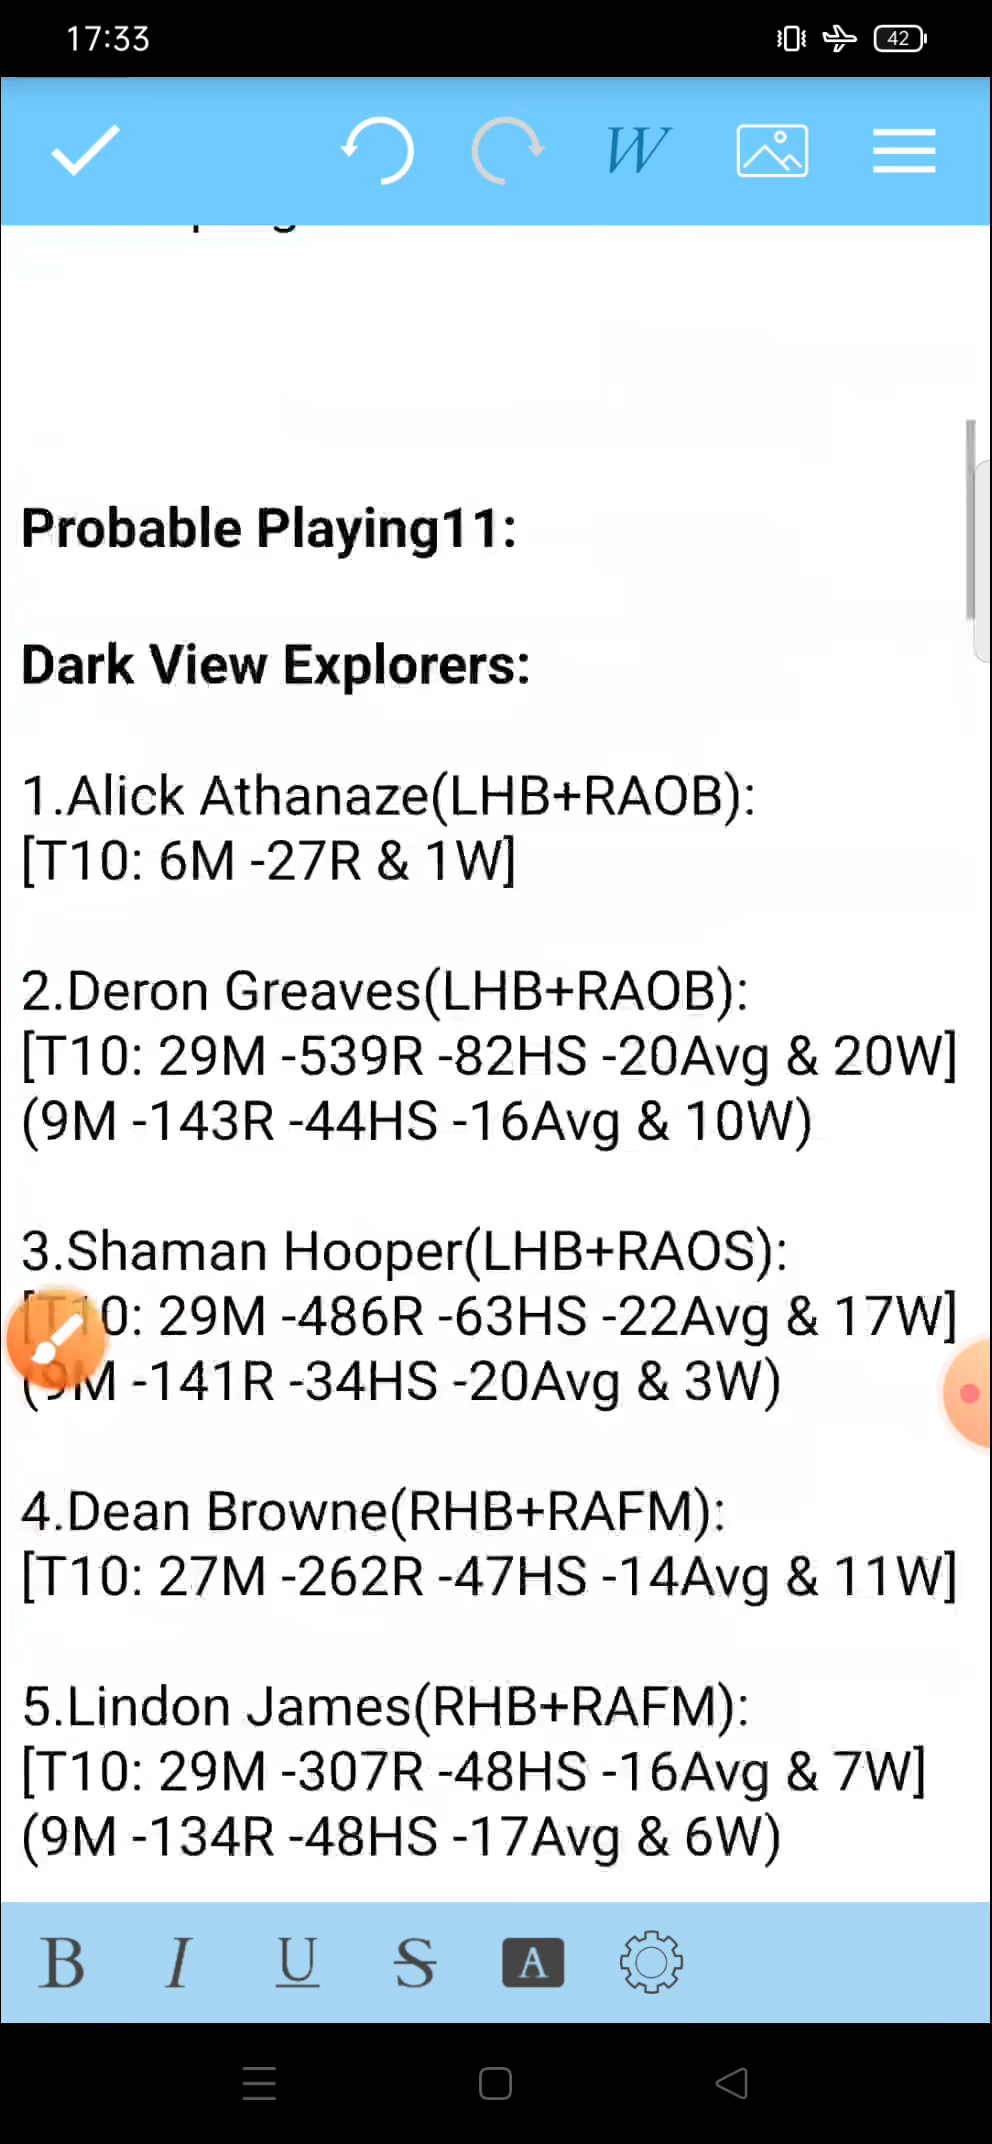 17:33
42
W
Probable Playing11:
Dark View Explorers:
1.Alick Athanaze(LHB+RAOB):
[T10: 6M -27R & 1W]
2.Deron Greaves(LHB+RAOB):
[T10: 29M -539R -82HS -20Avg & 20W]
(9M -143R -44HS -16Avg & 10W)
3.Shaman Hooper(LHB+RAOS):
[T10: 29M -486R -63HS -22Avg & 17W]
(9M -141R -34HS -20Avg & 3W)
4.Dean Browne(RHB+RAFM):
[T10: 27M -262R -47HS -14Avg & 11W]
5.Lindon James(RHB+RAFM):
[T10: 29M -307R -48HS -16Avg & 7W]
(9M -134R -48HS -17Avg & 6W)
B I U S A